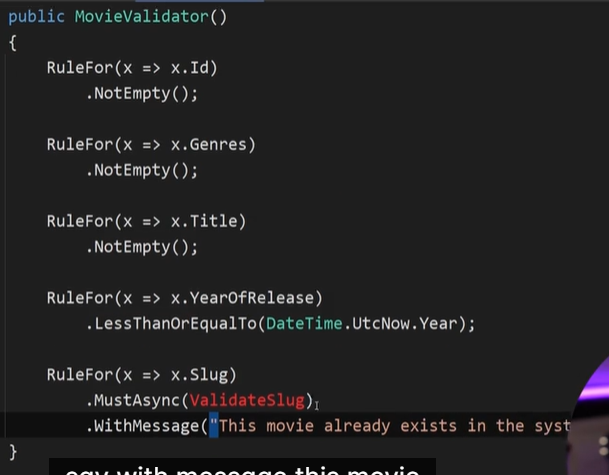 public MovieValidator()
{
RuleFor(x => x.Id)
.NotEmpty();
RuleFor(x => x.Genres)
.NotEmpty();
RuleFor(x => x.Title)
.NotEmpty();
RuleFor(x => x.YearOfRelease)
.LessThanOrEqualTo(DateTime.UtcNow.Year);
RuleFor(x => x.Slug)
.MustAsync(ValidateSlug)
.WithMessage("This movie already exists in the syst
}
say with message this movie